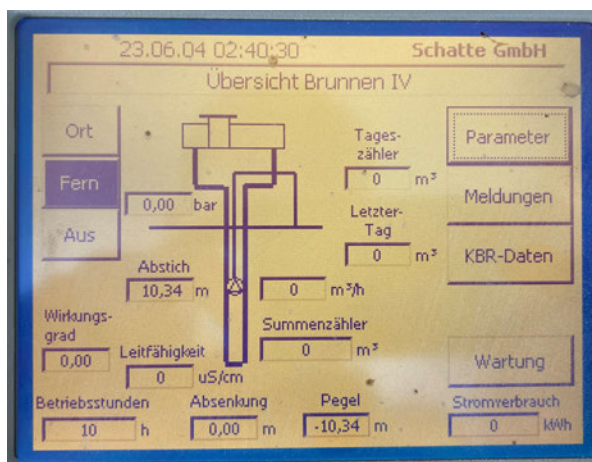 23.06.04 02:40:30 Schatte GmbH
Übersicht Brunnen IV
Ort
Fern
Aus
0,00 bar
Tages-
zähler
0 m³
Letzter-
Tag
0 m³
Parameter
Meldungen
KBR-Daten
Abstich
10,34 m
0 m³/h
Wirkungs-
grad
0,00
Leitfähigkeit
0 uS/cm
Summenzähler
0 m³
Wartung
Betriebsstunden
10 h
Absenkung
0,00 m
Pegel
-10,34 m
Stromverbrauch
0 kWh